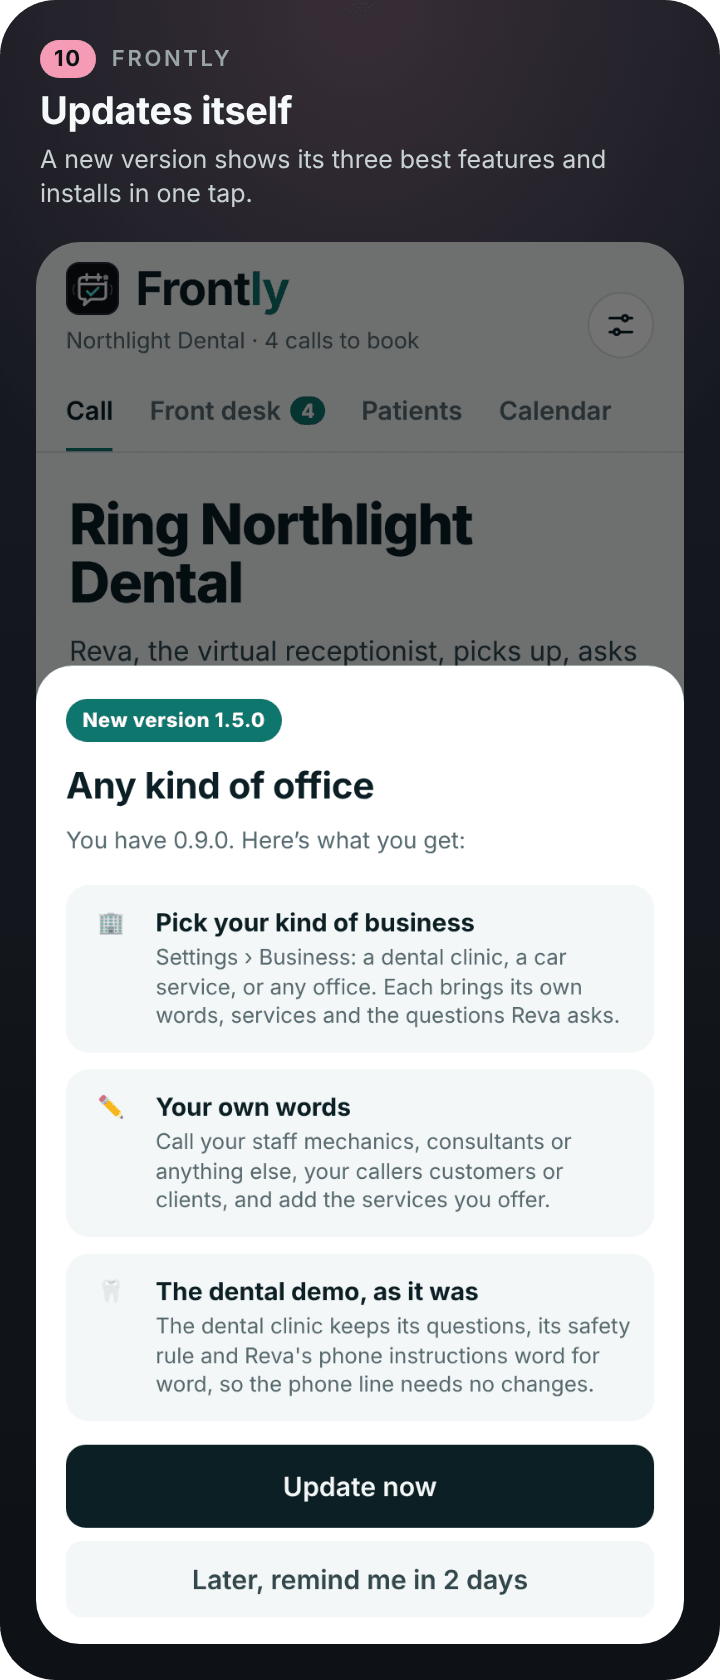 10 FRONTLY
Updates itself
A new version shows its three best features and
installs in one tap.
Frontly
Northlight Dental · 4 calls to book
Call Front desk 4 Patients Calendar
Ring Northlight
Dental
Reva, the virtual receptionist, picks up, asks
New version 1.5.0
Any kind of office
You have 0.9.0. Here’s what you get:
Pick your kind of business
Settings › Business: a dental clinic, a car
service, or any office. Each brings its own
words, services and the questions Reva asks.
Your own words
Call your staff mechanics, consultants or
anything else, your callers customers or
clients, and add the services you offer.
The dental demo, as it was
The dental clinic keeps its questions, its safety
rule and Reva's phone instructions word for
word, so the phone line needs no changes.
Update now
Later, remind me in 2 days